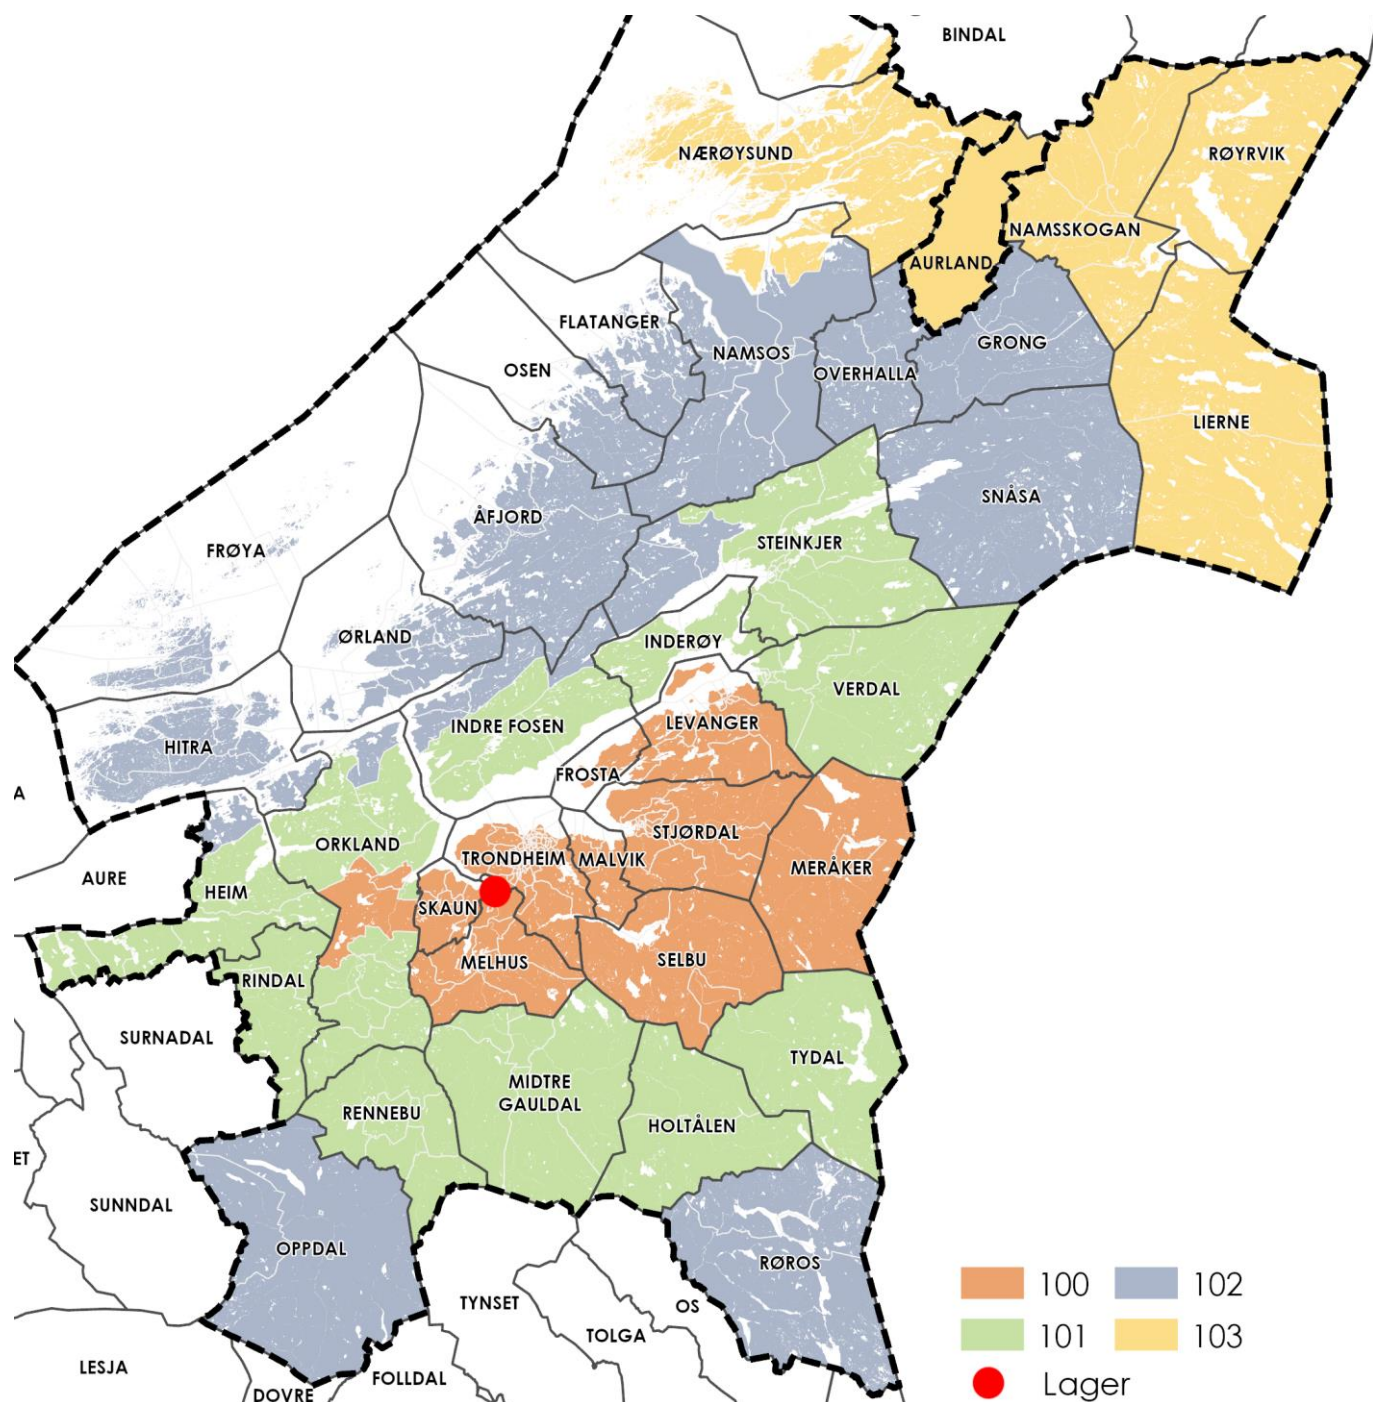 BINDAL
NÆRØYSUND
RØYRVIK
NAMSSKOGAN
AURLAND
FLATANGER
NAMSOS
GRONG
OSEN
OVERHALLA
LIERNE
SNÅSA
ÅFJORD
STEINKJER
FRØYA
ØRLAND
INDERØY
VERDAL
INDRE FOSEN
LEVANGER
HITRA
FROSTA
A
STJØRDAL
ORKLAND
TRONDHEIM
MALVIK
MERÅKER
AURE
HEIM
SKAUN
MELHUS
SELBU
RINDAL
SURNADAL
TYDAL
MIDTRE
GAULDAL
RENNEBU
HOLTÅLEN
ET
SUNNDAL
OPPDAL
RØROS
TYNSET
OS
TOLGA
LESJA
FOLLDAL
DOVRE
100
102
101
103
Lager